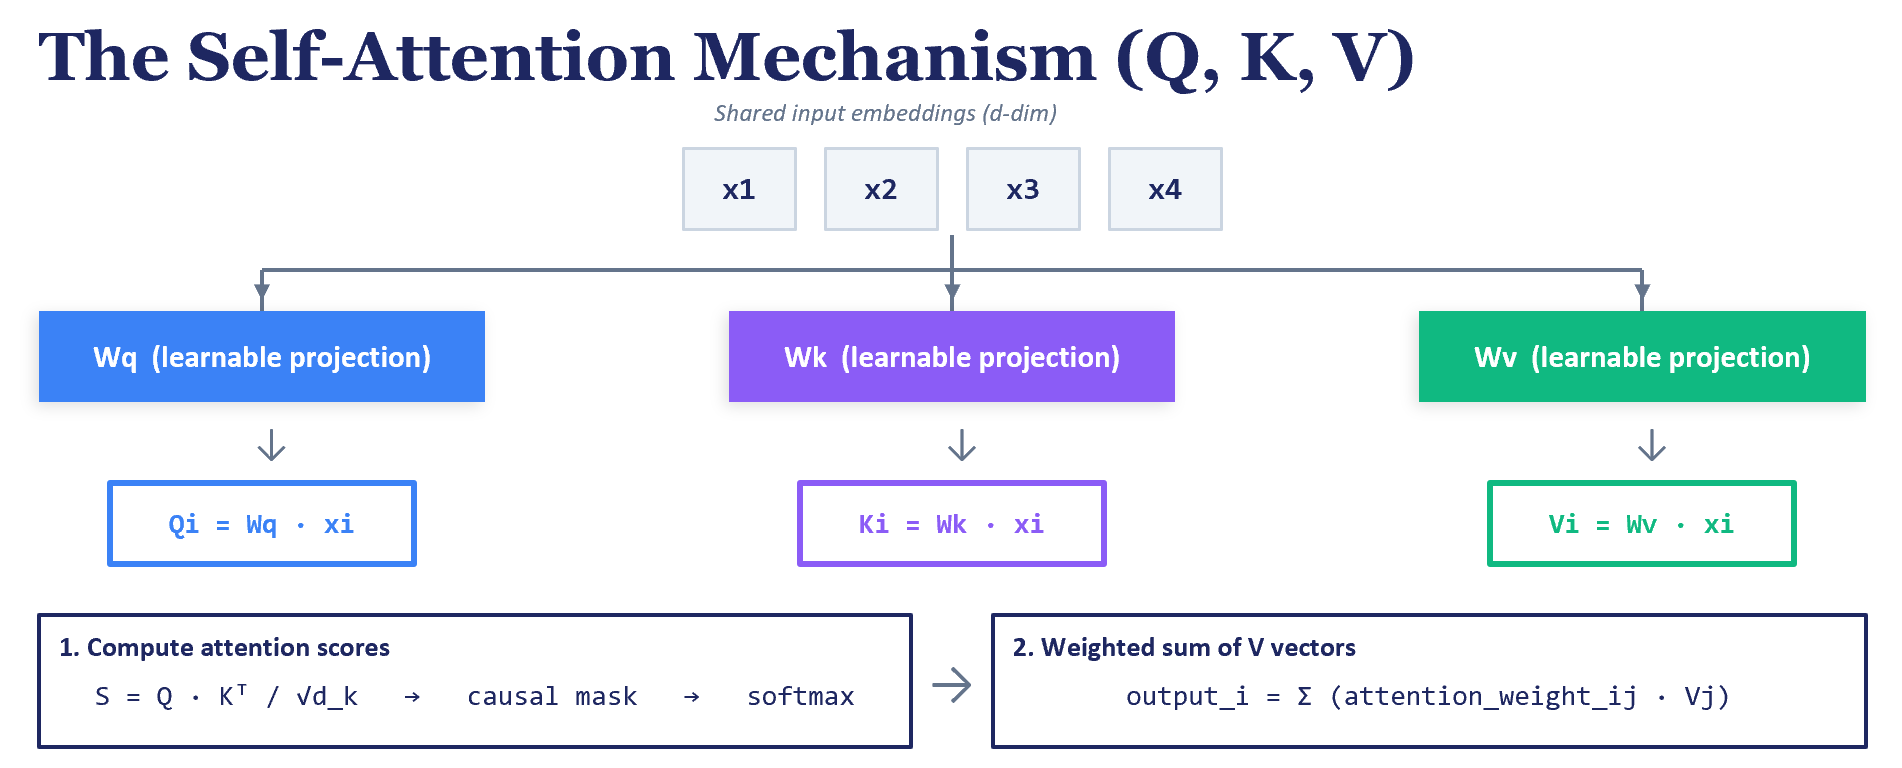 The Self-Attention Mechanism (Q, K, V)
Shared input embeddings (d-dim)
x1 x2 x3 x4
Wq (learnable projection) Wk (learnable projection) Wv (learnable projection)
↓ ↓ ↓
Qi = Wq · xi Ki = Wk · xi Vi = Wv · xi
1. Compute attention scores
S = Q · Kᵀ / √d_k → causal mask → softmax
→
2. Weighted sum of V vectors
output_i = Σ (attention_weight_ij · Vj)